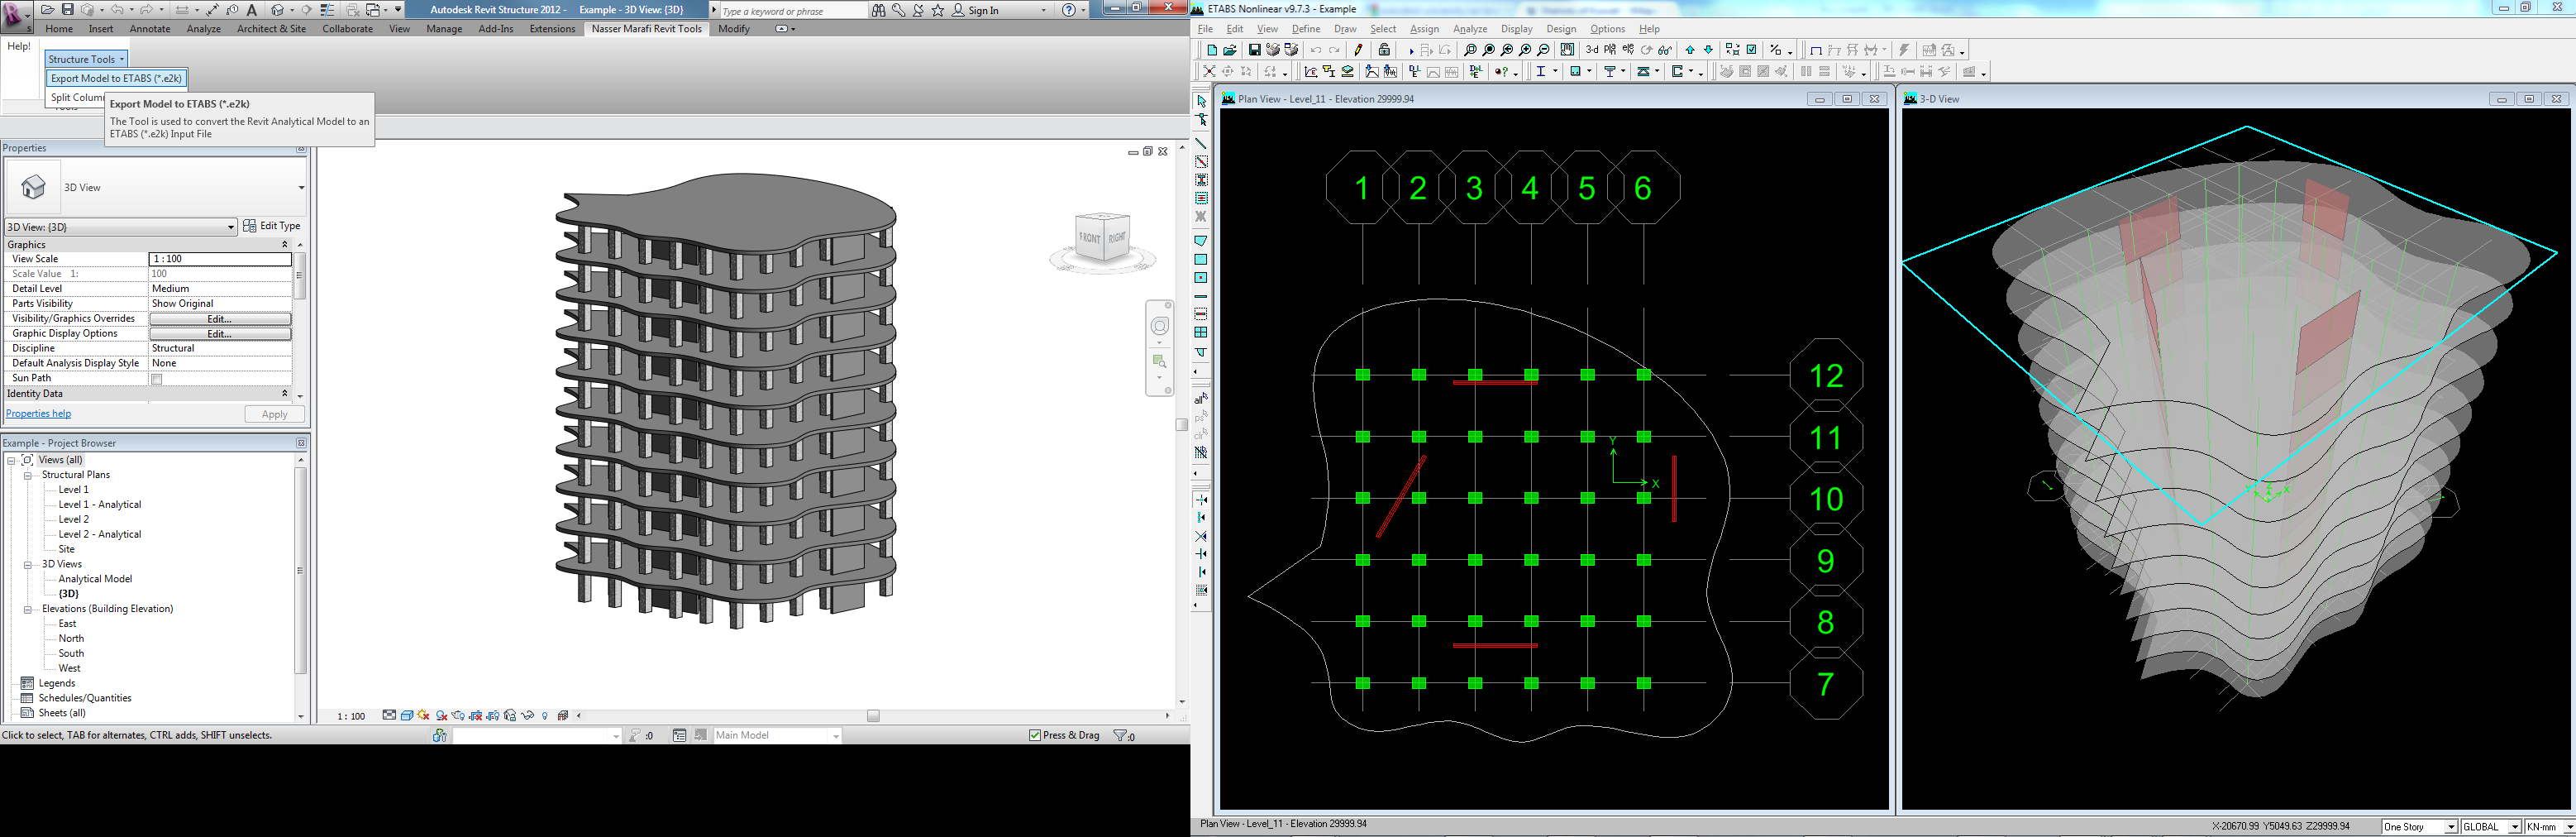 Autodesk Revit Structure 2012 -    Example - 3D View: {3D}
Type a keyword or phrase
Sign In
Home Insert Annotate Analyze Architect & Site Collaborate View Manage Add-Ins Extensions Nasser Marafi Revit Tools Modify
Help!
Structure Tools
Export Model to ETABS (*.e2k)
Split Colum
Export Model to ETABS (*.e2k)
The Tool is used to convert the Revit Analytical Model to an
ETABS (*.e2k) Input File
Properties
3D View
3D View: {3D}
Edit Type
Graphics
View Scale 1 : 100
Scale Value 1: 100
Detail Level Medium
Parts Visibility Show Original
Visibility/Graphics Overrides Edit...
Graphic Display Options Edit...
Discipline Structural
Default Analysis Display Style None
Sun Path
Identity Data
Properties help
Apply
Example - Project Browser
Views (all)
Structural Plans
Level 1
Level 1 - Analytical
Level 2
Level 2 - Analytical
Site
3D Views
Analytical Model
{3D}
Elevations (Building Elevation)
East
North
South
West
Legends
Schedules/Quantities
Sheets (all)
FRONT RIGHT
1 : 100
Click to select, TAB for alternates, CTRL adds, SHIFT unselects.
:0
Main Model
Press & Drag
:0
ETABS Nonlinear v9.7.3 - Example
File Edit View Define Draw Select Assign Analyze Display Design Options Help
3-d
Plan View - Level_11 - Elevation 29999.94
1 2 3 4 5 6
12
11
10
9
8
7
Y
X
3-D View
all
ps
clr
Plan View - Level_11 - Elevation 29999.94
X-20670.99 Y5049.63 Z29999.94
One Story
GLOBAL
KN-mm